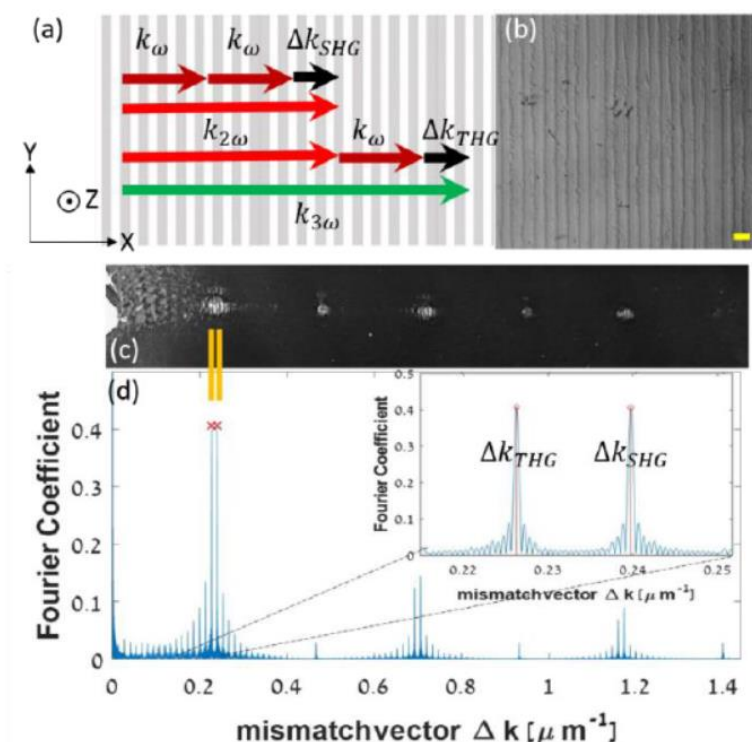 (a)
k_ω k_ω Δk_SHG
k_2ω k_ω Δk_THG
k_3ω
Y
Z
X
(b)
(c)
(d)
Fourier Coefficient
0.4
0.3
0.2
0.1
0
0 0.2 0.4 0.6 0.8 1 1.2 1.4
mismatchvector Δ k [μ m⁻¹]
Fourier Coefficient
0.5
0.4
0.3
0.2
0.1
0
Δk_THG Δk_SHG
0.22 0.23 0.24 0.25
mismatchvector Δ k [μ m⁻¹]